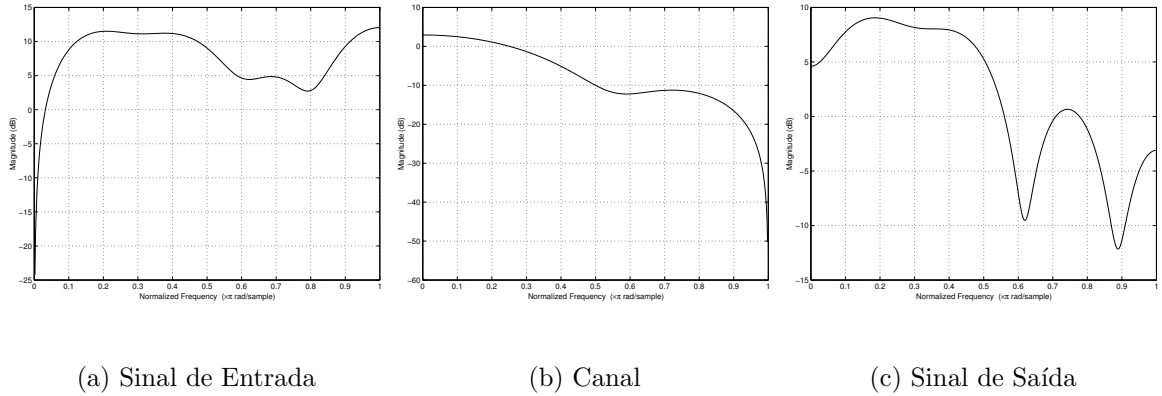 15
10
5
0
−5
−10
−15
−20
−25
0 0.1 0.2 0.3 0.4 0.5 0.6 0.7 0.8 0.9 1
Normalized Frequency (×π rad/sample)
Magnitude (dB)
(a) Sinal de Entrada
10
0
−10
−20
−30
−40
−50
−60
0 0.1 0.2 0.3 0.4 0.5 0.6 0.7 0.8 0.9 1
Normalized Frequency (×π rad/sample)
Magnitude (dB)
(b) Canal
10
5
0
−5
−10
−15
0 0.1 0.2 0.3 0.4 0.5 0.6 0.7 0.8 0.9 1
Normalized Frequency (×π rad/sample)
Magnitude (dB)
(c) Sinal de Saída